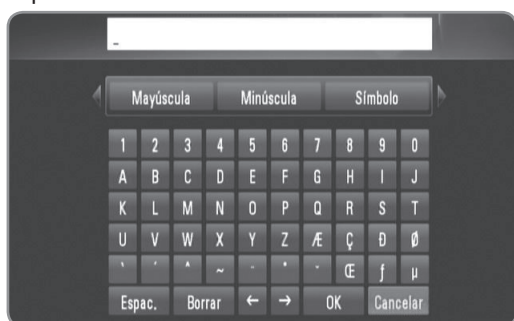 _
Mayúscula Minúscula Símbolo
1 2 3 4 5 6 7 8 9 0
A B C D E F G H I J
K L M N O P Q R S T
U V W X Y Z Æ Ç Ð Ø
` ´ ^ ~ ¨ ˚ - Œ ƒ µ
Espac. Borrar ← → OK Cancelar